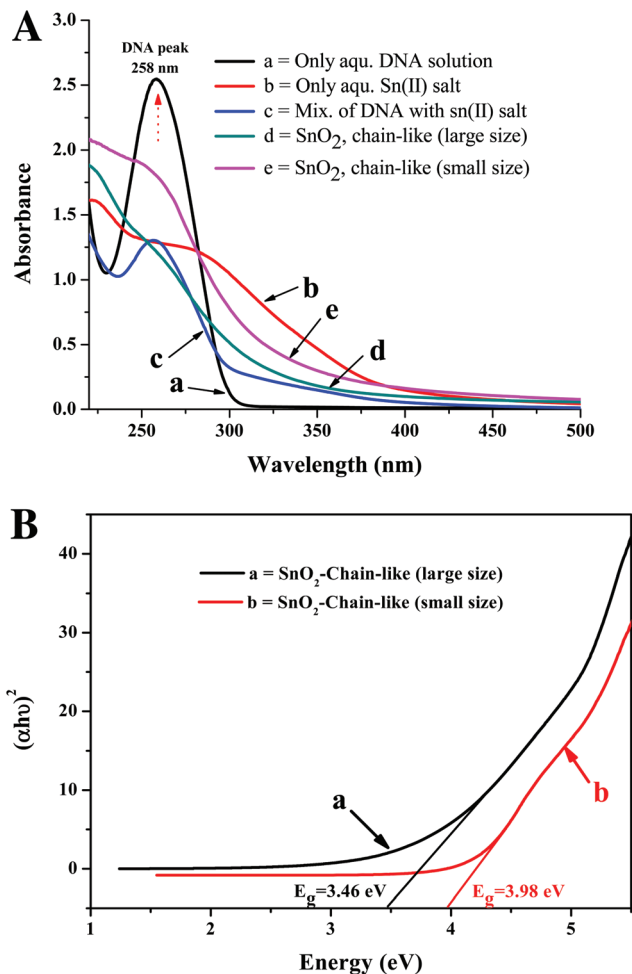 A
DNA peak
258 nm
a = Only aqu. DNA solution
b = Only aqu. Sn(II) salt
c = Mix. of DNA with sn(II) salt
d = SnO₂, chain-like (large size)
e = SnO₂, chain-like (small size)
3.0
2.5
2.0
1.5
1.0
0.5
0.0
Absorbance
b
e
d
c
a
250 300 350 400 450 500
Wavelength (nm)
B
a = SnO₂-Chain-like (large size)
b = SnO₂-Chain-like (small size)
40
30
20
10
0
(αhυ)²
a
b
E_g=3.46 eV
E_g=3.98 eV
1 2 3 4 5
Energy (eV)